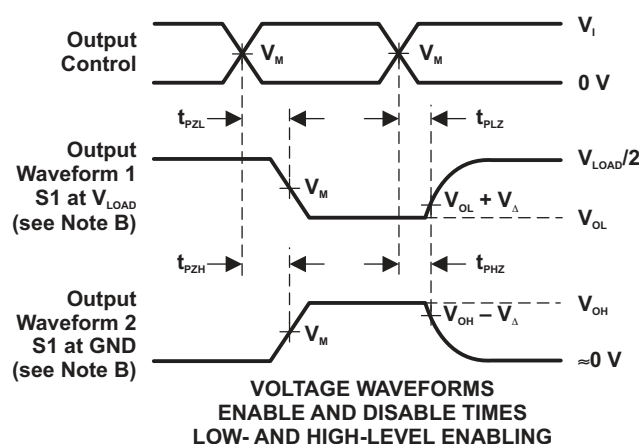 Output
Control
V_M
V_M
V_I
0 V
t_PZL
t_PLZ
Output
Waveform 1
S1 at V_LOAD
(see Note B)
V_M
V_LOAD/2
V_OL + V_Δ
V_OL
t_PZH
t_PHZ
Output
Waveform 2
S1 at GND
(see Note B)
V_M
V_OH
V_OH – V_Δ
≈0 V
VOLTAGE WAVEFORMS
ENABLE AND DISABLE TIMES
LOW- AND HIGH-LEVEL ENABLING